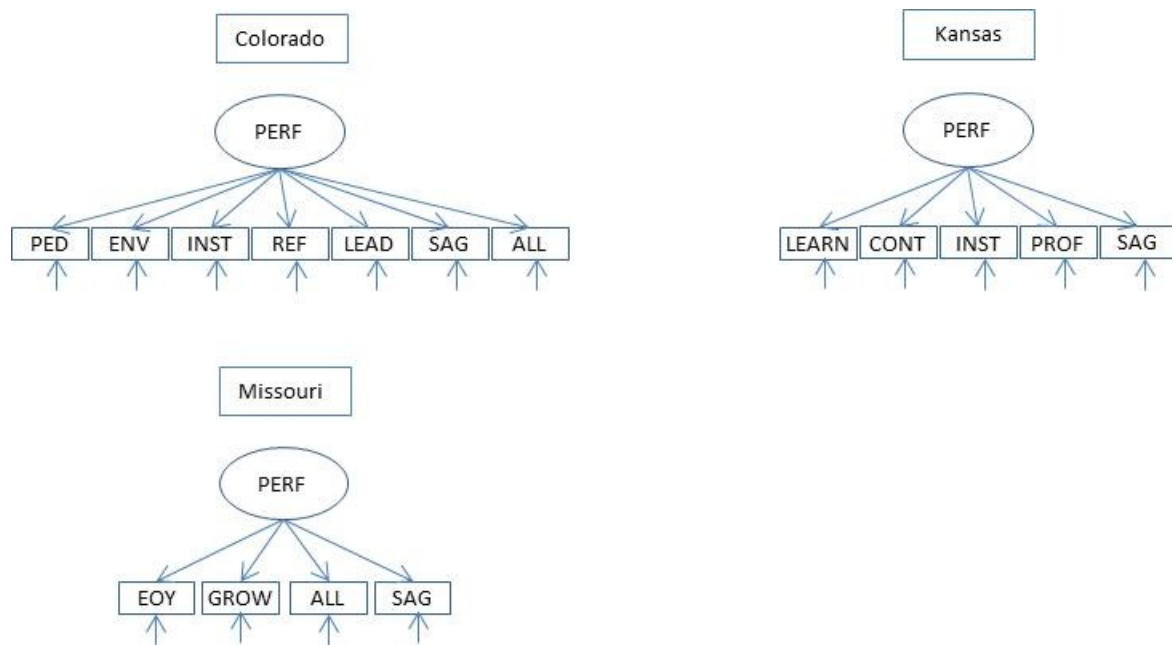 Colorado
PERF
PED ENV INST REF LEAD SAG ALL
Kansas
PERF
LEARN CONT INST PROF SAG
Missouri
PERF
EOY GROW ALL SAG